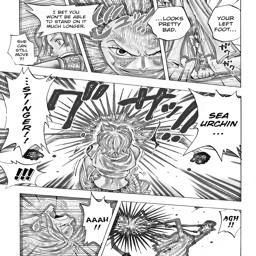 YOUR
LEFT
FOOT...
...LOOKS
PRETTY
BAD.
I BET YOU
WON'T BE
ABLE TO
STAND ON IT
MUCH LONGER.
SHE
CAN STILL
MOVE
?!
SEA
URCHIN
...
...STINGER!!
!!!
AGH
!!
AAAH
!!